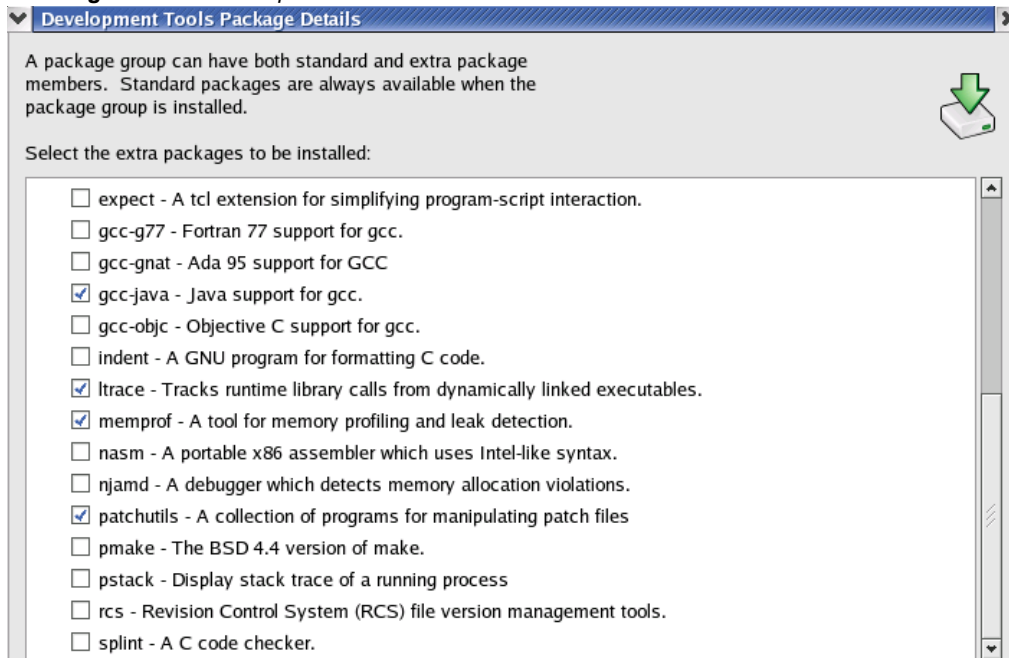 Development Tools Package Details
A package group can have both standard and extra package
members. Standard packages are always available when the
package group is installed.
Select the extra packages to be installed:
expect - A tcl extension for simplifying program-script interaction.
gcc-g77 - Fortran 77 support for gcc.
gcc-gnat - Ada 95 support for GCC
gcc-java - Java support for gcc.
gcc-objc - Objective C support for gcc.
indent - A GNU program for formatting C code.
ltrace - Tracks runtime library calls from dynamically linked executables.
memprof - A tool for memory profiling and leak detection.
nasm - A portable x86 assembler which uses Intel-like syntax.
njamd - A debugger which detects memory allocation violations.
patchutils - A collection of programs for manipulating patch files
pmake - The BSD 4.4 version of make.
pstack - Display stack trace of a running process
rcs - Revision Control System (RCS) file version management tools.
splint - A C code checker.